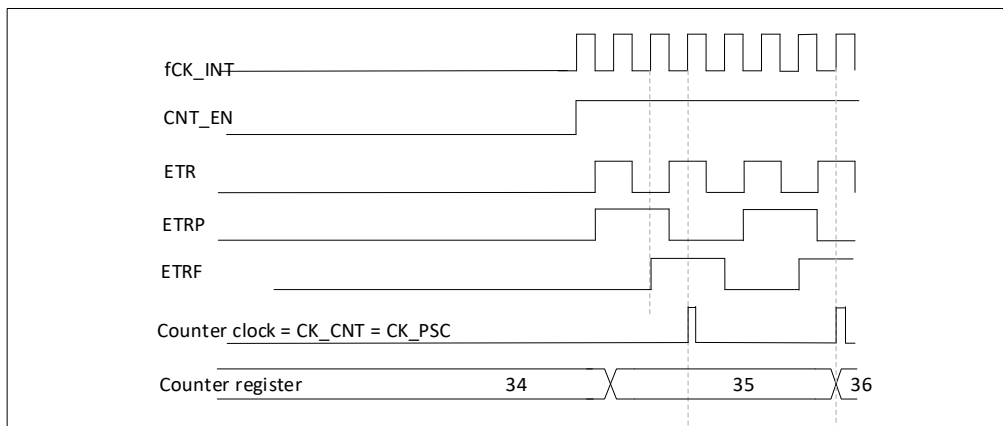 fCK_INT
CNT_EN
ETR
ETRP
ETRF
Counter clock = CK_CNT = CK_PSC
Counter register 34 35 36